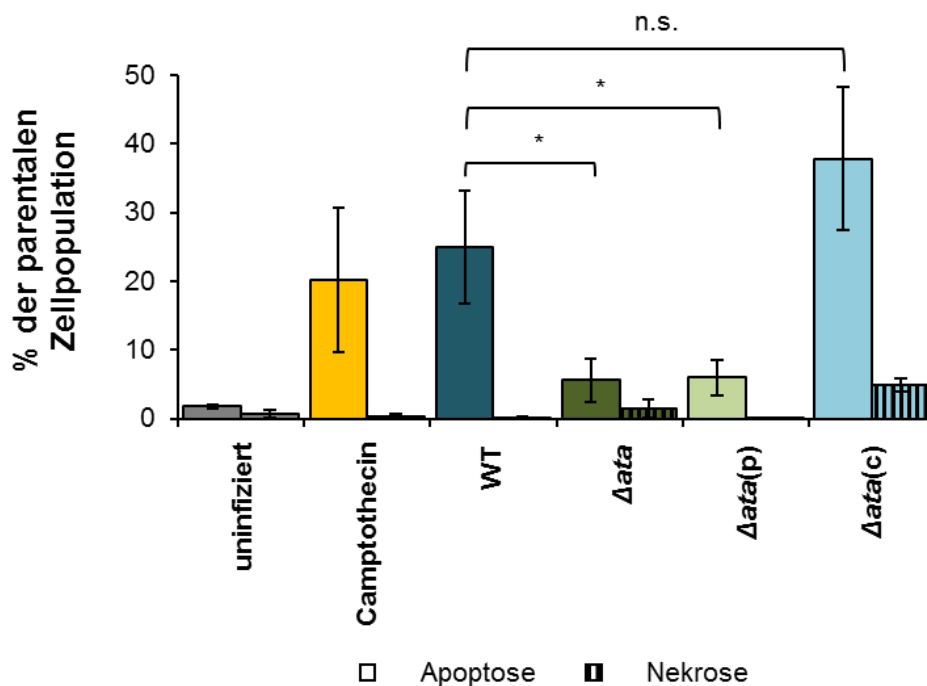 n.s.
*
*
% der parentalen
Zellpopulation
50
40
30
20
10
0
uninfiziert
Camptothecin
WT
Δata
Δata(p)
Δata(c)
Apoptose Nekrose